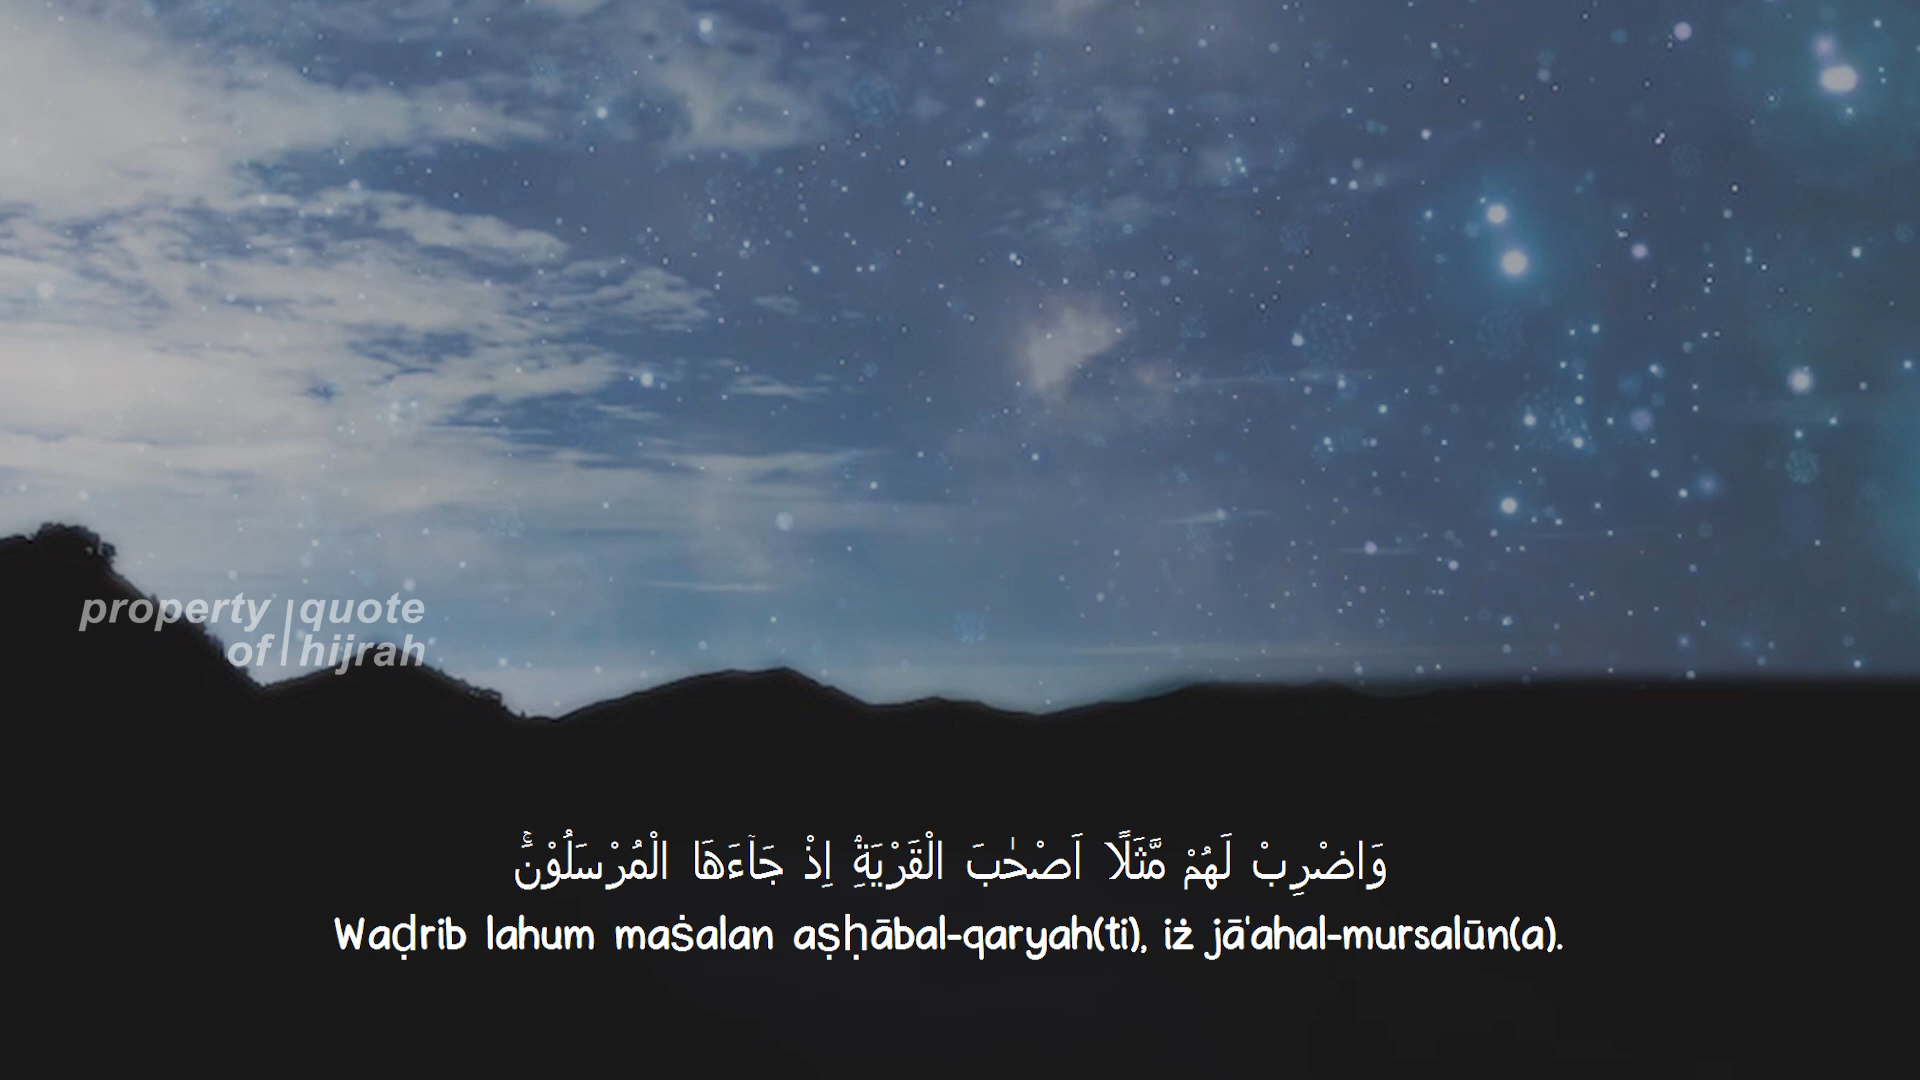 property quote
of hijrah
وَاضْرِبْ لَهُمْ مَّثَلًا اَصْحٰبَ الْقَرْيَةِۘ اِذْ جَاۤءَهَا الْمُرْسَلُوْنَۚ
Waḍrib lahum maṡalan aṣḥābal-qaryah(ti), iż jā'ahal-mursalūn(a).